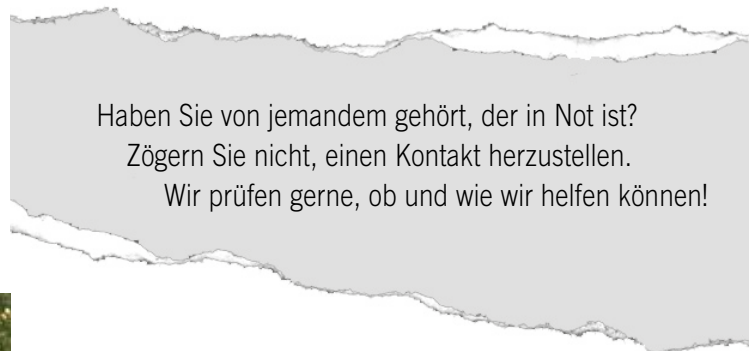 Haben Sie von jemandem gehört, der in Not ist?
Zögern Sie nicht, einen Kontakt herzustellen.
Wir prüfen gerne, ob und wie wir helfen können!